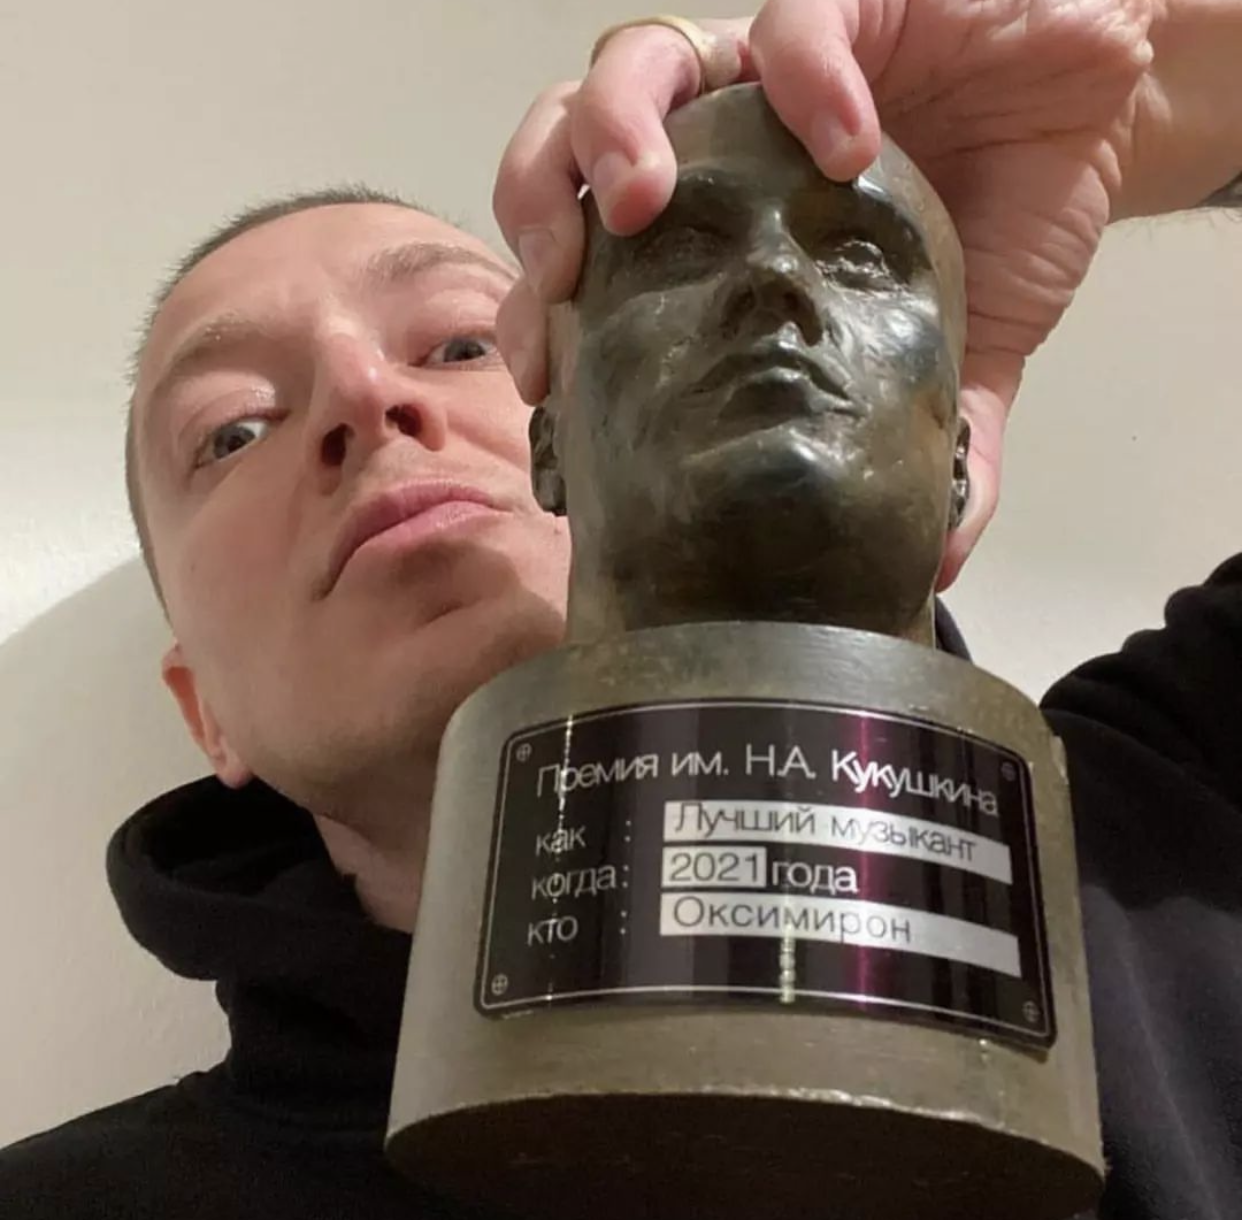 Премия им. Н.А. Кукушкина
как : Лучший музыкант
когда: 2021 года
кто : Оксимирон